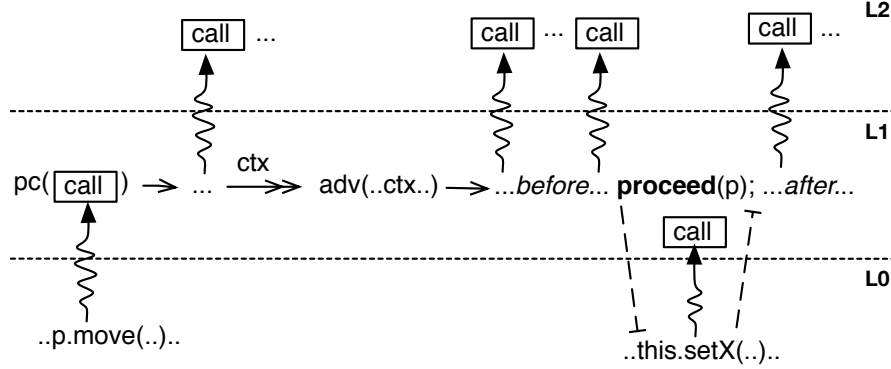 L2
call ... call ... call call ...
L1
ctx
pc( call ) ... adv(..ctx..) ...before... proceed(p); ...after...
call
L0
..p.move(..).. ..this.setX(..)..